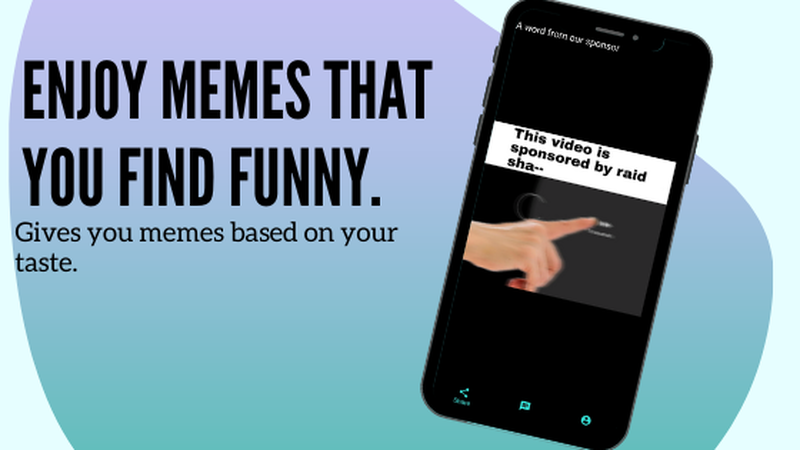 ENJOY MEMES THAT
YOU FIND FUNNY.
Gives you memes based on your
taste.
A word from our sponsor
This video is
sponsored by raid
sha--
Share